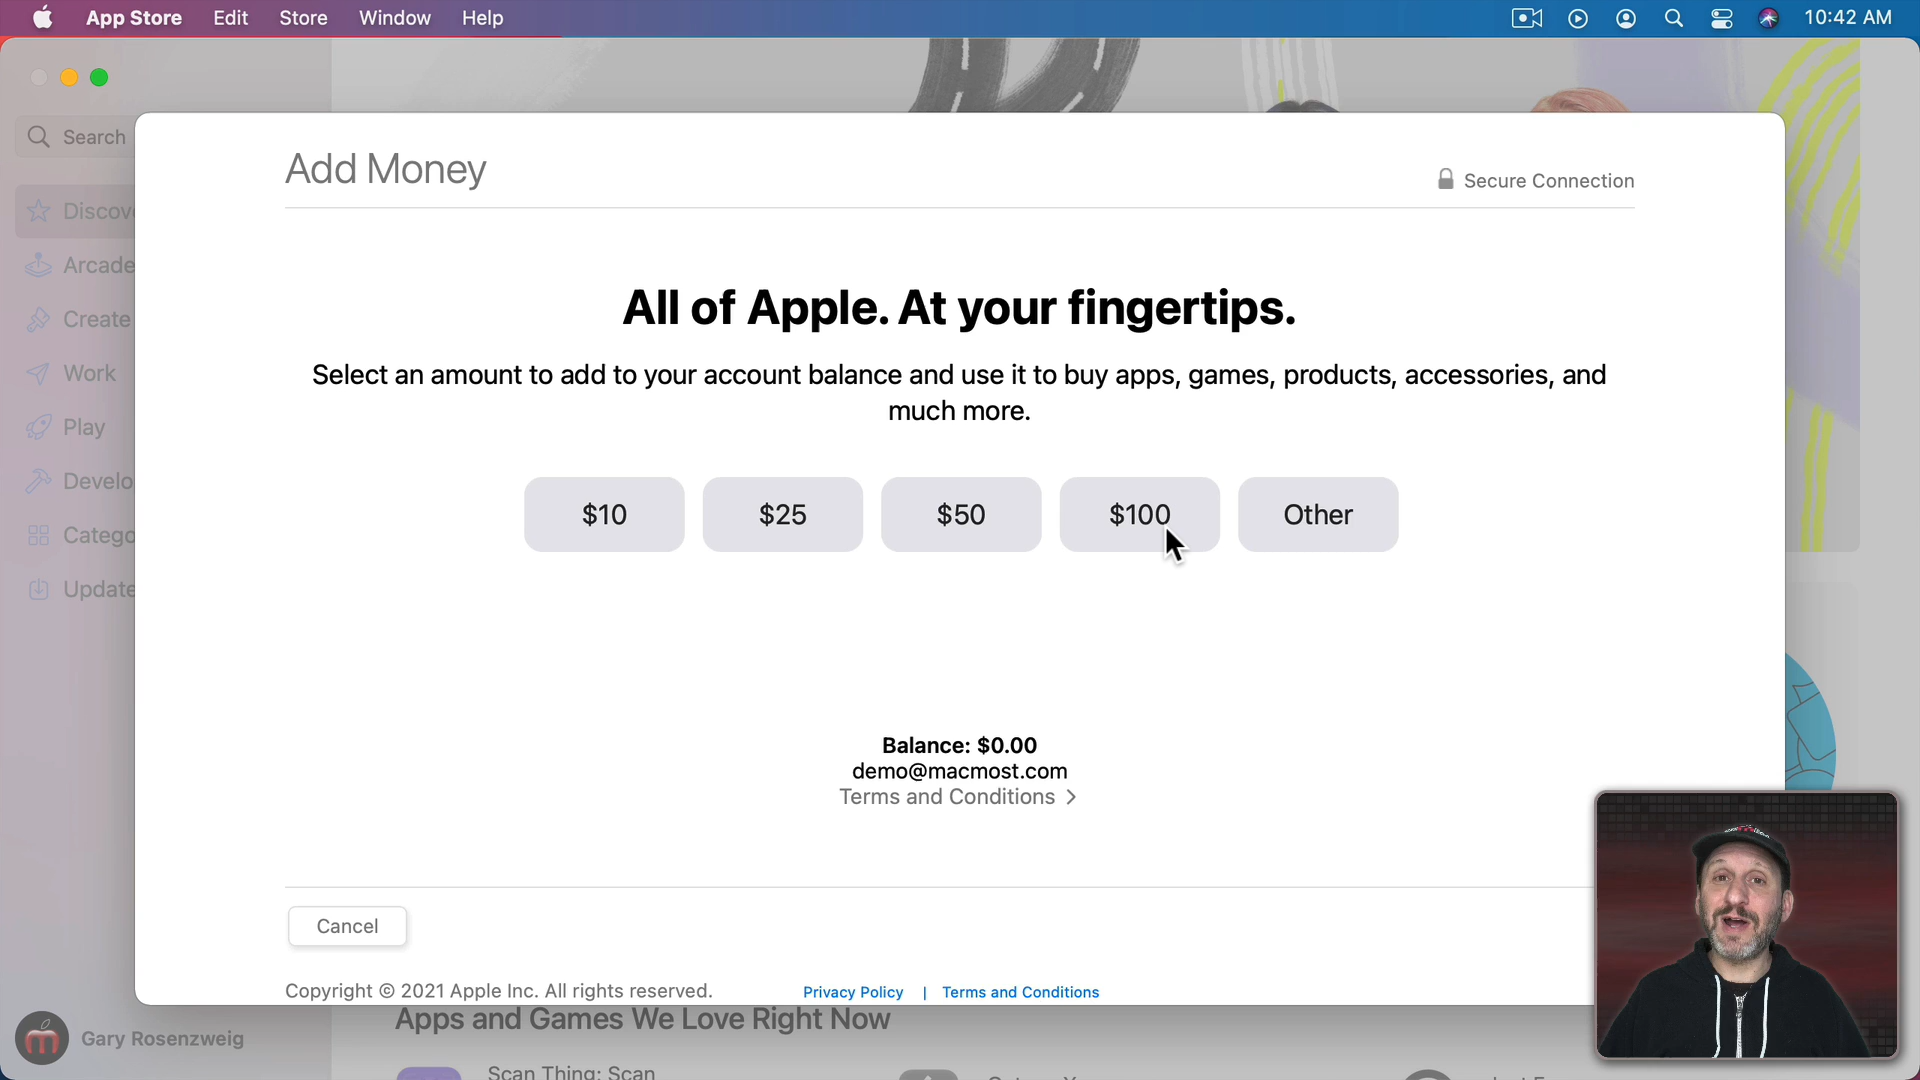 App Store Edit Store Window Help 10:42 AM
Search
Add Money
Secure Connection
Discove
Arcade
Create
Work
Play
Develo
Catego
Update
All of Apple. At your fingertips.
Select an amount to add to your account balance and use it to buy apps, games, products, accessories, and
much more.
$10 $25 $50 $100 Other
Balance: $0.00
demo@macmost.com
Terms and Conditions >
Cancel
Copyright © 2021 Apple Inc. All rights reserved. Privacy Policy | Terms and Conditions
Apps and Games We Love Right Now
Gary Rosenzweig
Scan Thing: Scan